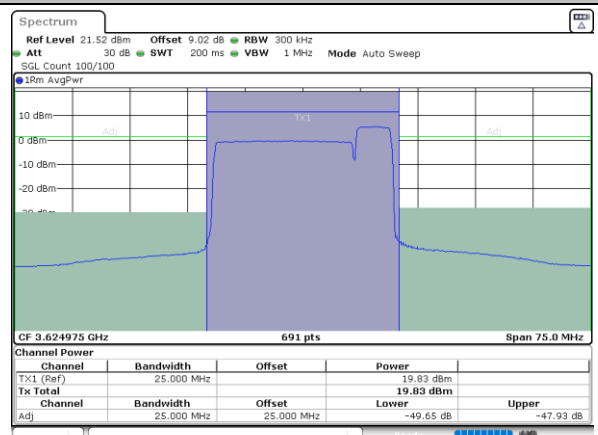 Spectrum
Ref Level 21.52 dBm Offset 9.02 dB RBW 300 kHz
Att 30 dB SWT 200 ms VBW 1 MHz Mode Auto Sweep
SGL Count 100/100
1Rm AvgPwr
10 dBm
TX1
Adj Adj
0 dBm
-10 dBm
-20 dBm
-30 dBm
CF 3.624975 GHz 691 pts Span 75.0 MHz
Channel Power
Channel Bandwidth Offset Power
TX1 (Ref) 25.000 MHz 19.83 dBm
Tx Total 19.83 dBm
Channel Bandwidth Offset Lower Upper
Adj 25.000 MHz 25.000 MHz -49.65 dB -47.93 dB